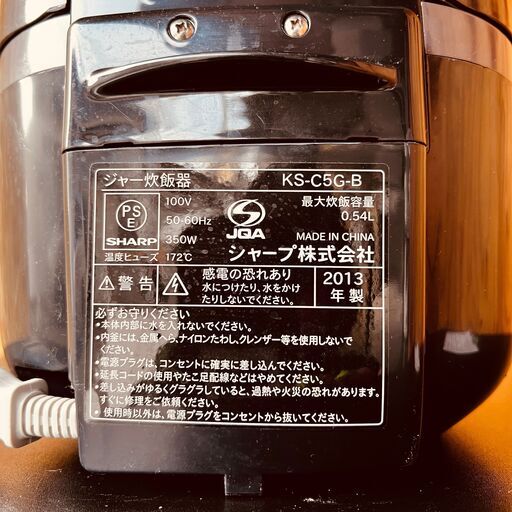 ジャー炊飯器 KS-C5G-B
PS
E
SHARP
100V
50-60Hz
350W
温度ヒューズ 172℃
JQA
最大炊飯容量
0.54L
MADE IN CHINA
シャープ株式会社
警告
感電の恐れあり
水につけたり、水をかけ
たりしないでください。
2013
年製
必ずお守りください
•本体内部に水を入れないでください。
•内釜には、金属へら、ナイロンたわし、クレンザー等を使用しないで
ください。
•電源プラグは、コンセントに確実に差し込んでください。
•延長コードの使用やたこ足配線などはやめてください。
•差し込みがゆるくグラグラしていると、過熱や火災の恐れがあります。
すぐに修理をご依頼ください。
•使用時以外は、電源プラグをコンセントから抜いてください。